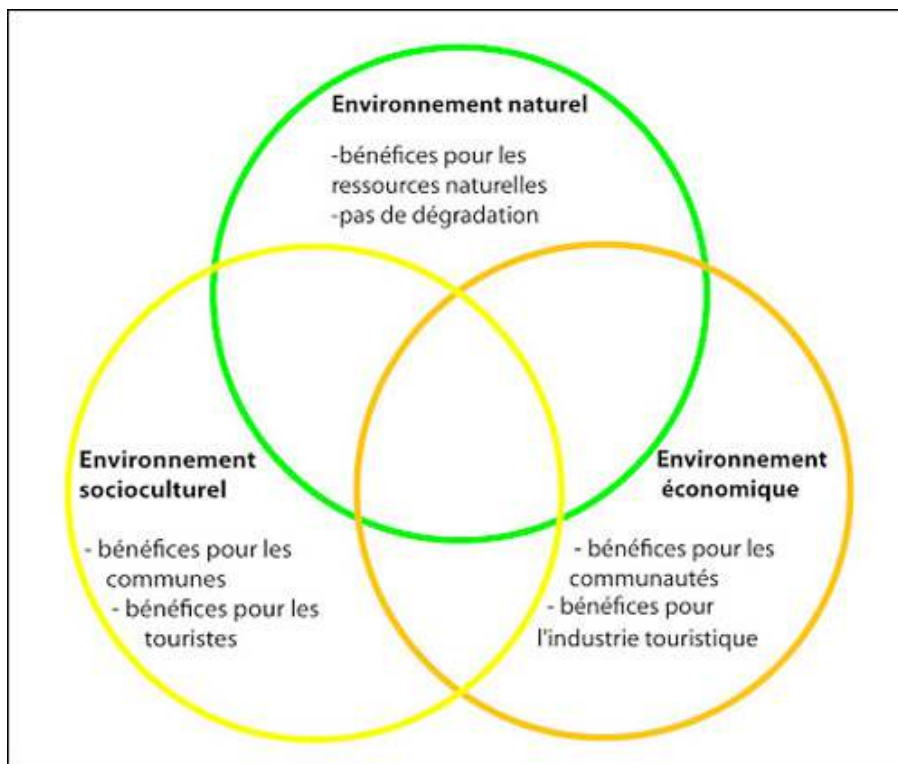 Environnement naturel
-bénéfices pour les
ressources naturelles
-pas de dégradation
Environnement
socioculturel
- bénéfices pour les
communes
- bénéfices pour les
touristes
Environnement
économique
- bénéfices pour les
communautés
- bénéfices pour
l'industrie touristique